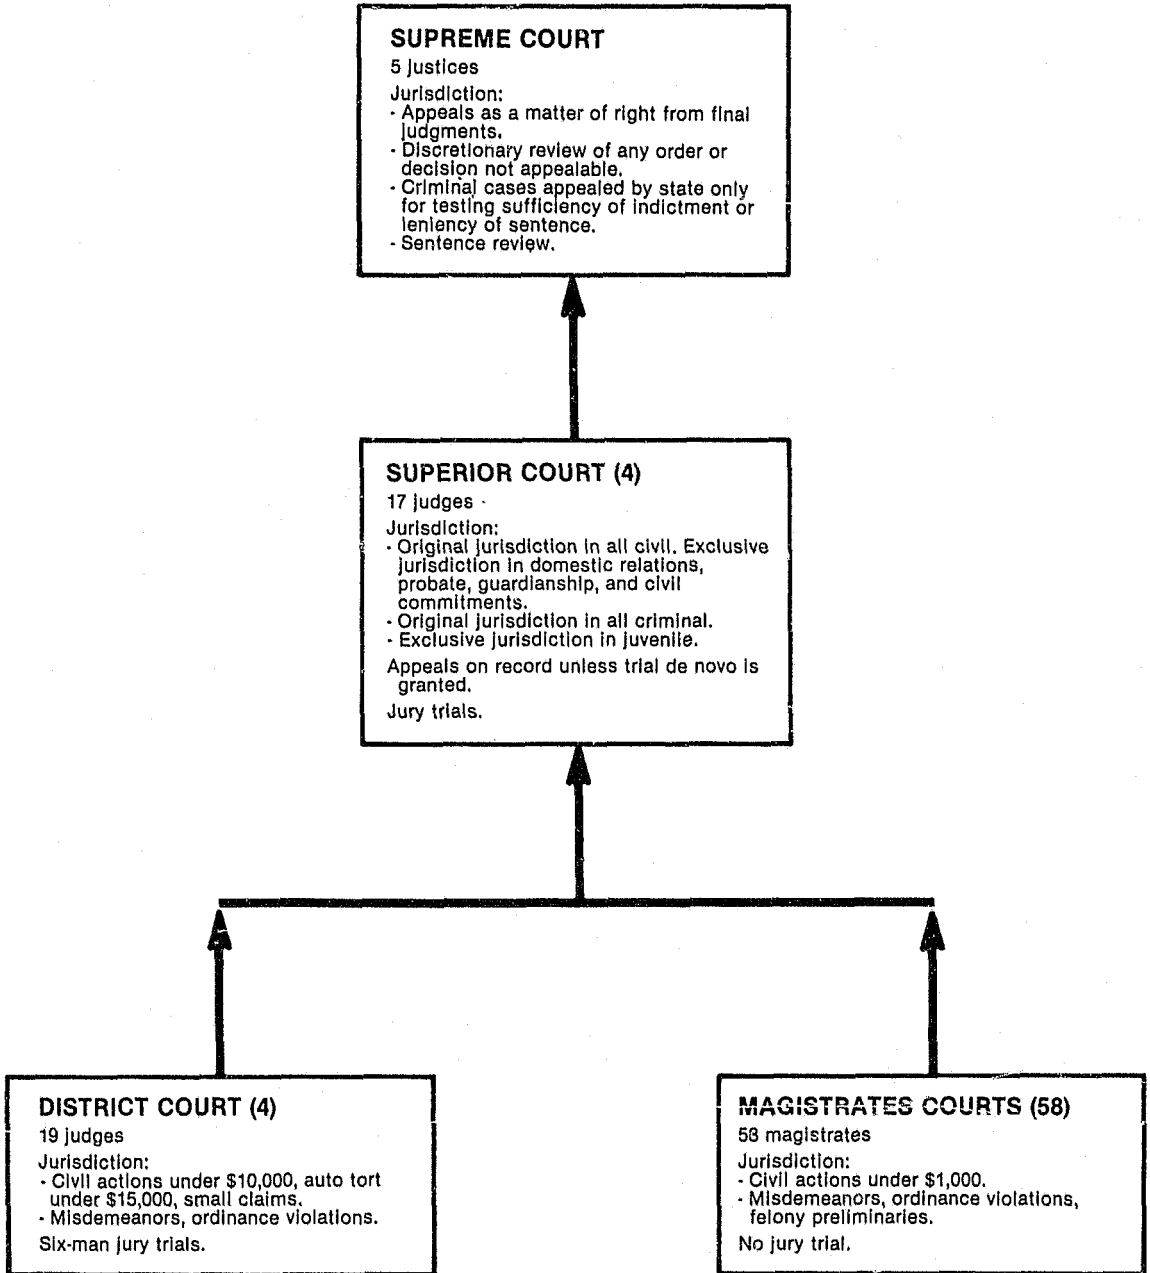 SUPREME COURT
5 justices
Jurisdiction:
- Appeals as a matter of right from final
judgments.
- Discretionary review of any order or
decision not appealable.
- Criminal cases appealed by state only
for testing sufficiency of indictment or
leniency of sentence.
- Sentence review.
SUPERIOR COURT (4)
17 judges
Jurisdiction:
- Original jurisdiction in all civil. Exclusive
jurisdiction in domestic relations,
probate, guardianship, and civil
commitments.
- Original jurisdiction in all criminal.
- Exclusive jurisdiction in juvenile.
Appeals on record unless trial de novo is
granted.
Jury trials.
DISTRICT COURT (4)
19 judges
Jurisdiction:
- Civil actions under $10,000, auto tort
under $15,000, small claims.
- Misdemeanors, ordinance violations.
Six-man jury trials.
MAGISTRATES COURTS (58)
58 magistrates
Jurisdiction:
- Civil actions under $1,000.
- Misdemeanors, ordinance violations,
felony preliminaries.
No jury trial.